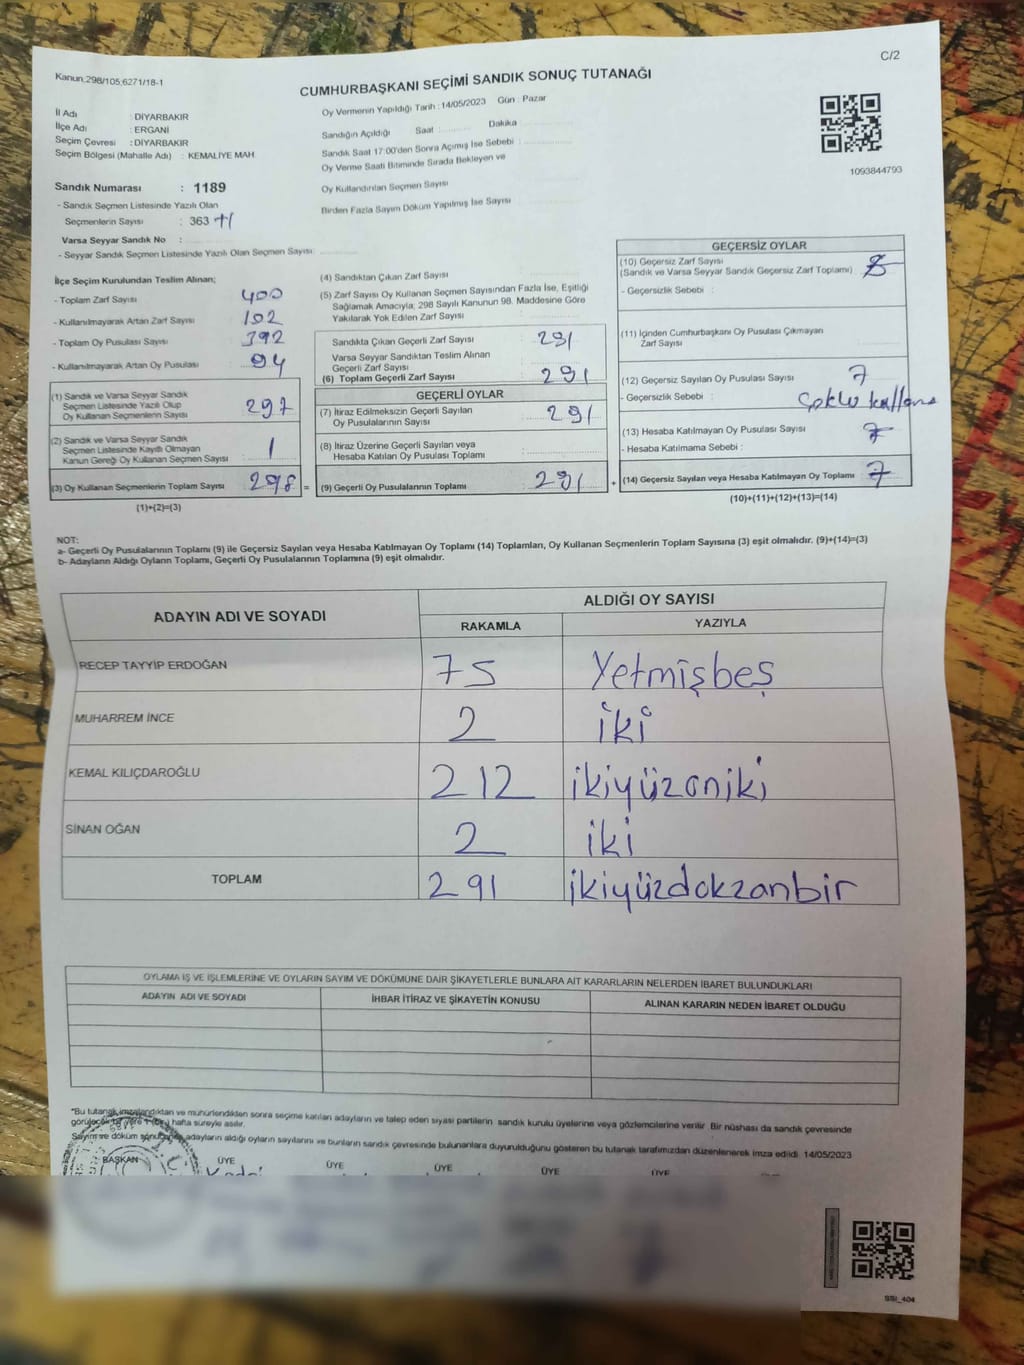 Kanun;298/105,6271/18-1
C/2
CUMHURBAŞKANI SEÇİMİ SANDIK SONUÇ TUTANAĞI
İl Adı : DİYARBAKIR
İlçe Adı : ERGANİ
Seçim Çevresi : DİYARBAKIR
Seçim Bölgesi (Mahalle Adı) : KEMALİYE MAH
Oy Vermenin Yapıldığı Tarih : 14/05/2023 Gün : Pazar
Sandığın Açıldığı Saat : Dakika
Sandık Saat 17:00'den Sonra Açımış İse Sebebi :
Oy Verme Saati Bitiminde Sırada Bekleyen ve
Oy Kullandırılan Seçmen Sayısı
Birden Fazla Sayım Döküm Yapılmış İse Sayısı :
1093844793
Sandık Numarası : 1189
- Sandık Seçmen Listesinde Yazılı Olan
Seçmenlerin Sayısı : 363 +1
Varsa Seyyar Sandık No :
- Seyyar Sandık Seçmen Listesinde Yazılı Olan Seçmen Sayısı:
İlçe Seçim Kurulundan Teslim Alınan;
- Toplam Zarf Sayısı 400
- Kullanılmayarak Artan Zarf Sayısı 102
- Toplam Oy Pusulası Sayısı 392
- Kullanılmayarak Artan Oy Pusulası 94
(1) Sandık ve Varsa Seyyar Sandık
Seçmen Listesinde Yazılı Olup
Oy Kullanan Seçmenlerin Sayısı 297
(2) Sandık ve Varsa Seyyar Sandık
Seçmen Listesinde Kayıtlı Olmayan
Kanun Gereği Oy Kullanan Seçmen Sayısı 1
(3) Oy Kullanan Seçmenlerin Toplam Sayısı 298 =
(1)+(2)=(3)
(4) Sandıktan Çıkan Zarf Sayısı
(5) Zarf Sayısı Oy Kullanan Seçmen Sayısından Fazla İse, Eşitliği
Sağlamak Amacıyla; 298 Sayılı Kanunun 98. Maddesine Göre
Yakılarak Yok Edilen Zarf Sayısı
Sandıkta Çıkan Geçerli Zarf Sayısı 291
Varsa Seyyar Sandıktan Teslim Alınan
Geçerli Zarf Sayısı
(6) Toplam Geçerli Zarf Sayısı 291
GEÇERLİ OYLAR
(7) İtiraz Edilmeksizin Geçerli Sayılan
Oy Pusulasının Sayısı 291
(8) İtiraz Üzerine Geçerli Sayılan veya
Hesaba Katılan Oy Pusulası Toplamı
(9) Geçerli Oy Pusulalarının Toplamı 291 +
GEÇERSİZ OYLAR
(10) Geçersiz Zarf Sayısı
(Sandık ve Varsa Seyyar Sandık Geçersiz Zarf Toplamı)
- Geçersizlik Sebebi :
(11) İçinden Cumhurbaşkanı Oy Pusulası Çıkmayan
Zarf Sayısı
(12) Geçersiz Sayılan Oy Pusulası Sayısı 7
- Geçersizlik Sebebi : Çoklu
(13) Hesaba Katılmayan Oy Pusulası Sayısı 7
- Hesaba Katılmama Sebebi :
(14) Geçersiz Sayılan veya Hesaba Katılmayan Oy Toplamı 7
(10)+(11)+(12)+(13)=(14)
NOT:
a- Geçerli Oy Pusulalarının Toplamı (9) ile Geçersiz Sayılan veya Hesaba Katılmayan Oy Toplamı (14) Toplamları, Oy Kullanan Seçmenlerin Toplam Sayısına (3) eşit olmalıdır. (9)+(14)=(3)
b- Adayların Aldığı Oyların Toplamı, Geçerli Oy Pusulalarının Toplamına (9) eşit olmalıdır.
ADAYIN ADI VE SOYADI
ALDIĞI OY SAYISI
RAKAMLA YAZIYLA
RECEP TAYYİP ERDOĞAN 75 Yetmişbeş
MUHARREM İNCE 2 iki
KEMAL KILIÇDAROĞLU 212 ikiyüzoniki
SİNAN OĞAN 2 iki
TOPLAM 291 ikiyüzdokzanbir
OYLAMA İŞ VE İŞLEMLERİNE VE OYLARIN SAYIM VE DÖKÜMÜNE DAİR ŞİKAYETLERLE BUNLARA AİT KARARLARIN NELERDEN İBARET BULUNDUKLARI
ADAYIN ADI VE SOYADI İHBAR İTİRAZ VE ŞİKAYETİN KONUSU ALINAN KARARIN NEDEN İBARET OLDUĞU
*Bu tutanak imzalandıktan ve mühürlendikten sonra seçime katılan adayların ve talep eden siyasi partilerin sandık kurulu üyelerine veya gözlemcilerine verilir. Bir nüshası da sandık çevresinde
görülecek bir yere 1 (bir) hafta süreyle asılır.
Sayım ve döküm sonunda, adayların aldığı oyların sayılarını ve bunların sandık çevresinde bulunanlara duyurulduğunu gösteren bu tutanak tarafımızdan düzenlenerek imza edildi. 14/05/2023
BAŞKAN ÜYE ÜYE ÜYE ÜYE ÜYE
SSİ_404